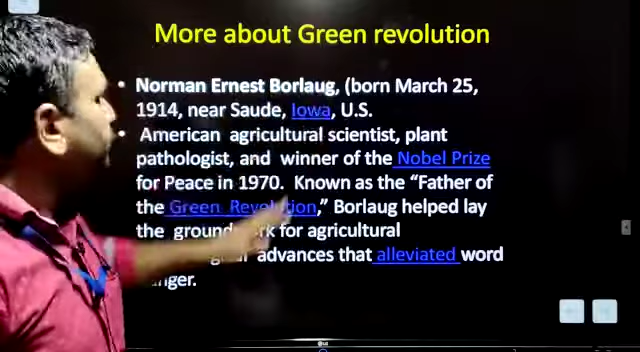 More about Green revolution
• Norman Ernest Borlaug, (born March 25,
1914, near Saude, Iowa, U.S.
• American agricultural scientist, plant
pathologist, and winner of the Nobel Prize
for Peace in 1970. Known as the “Father of
the Green Revolution,” Borlaug helped lay
the for agricultural
advances that alleviated word